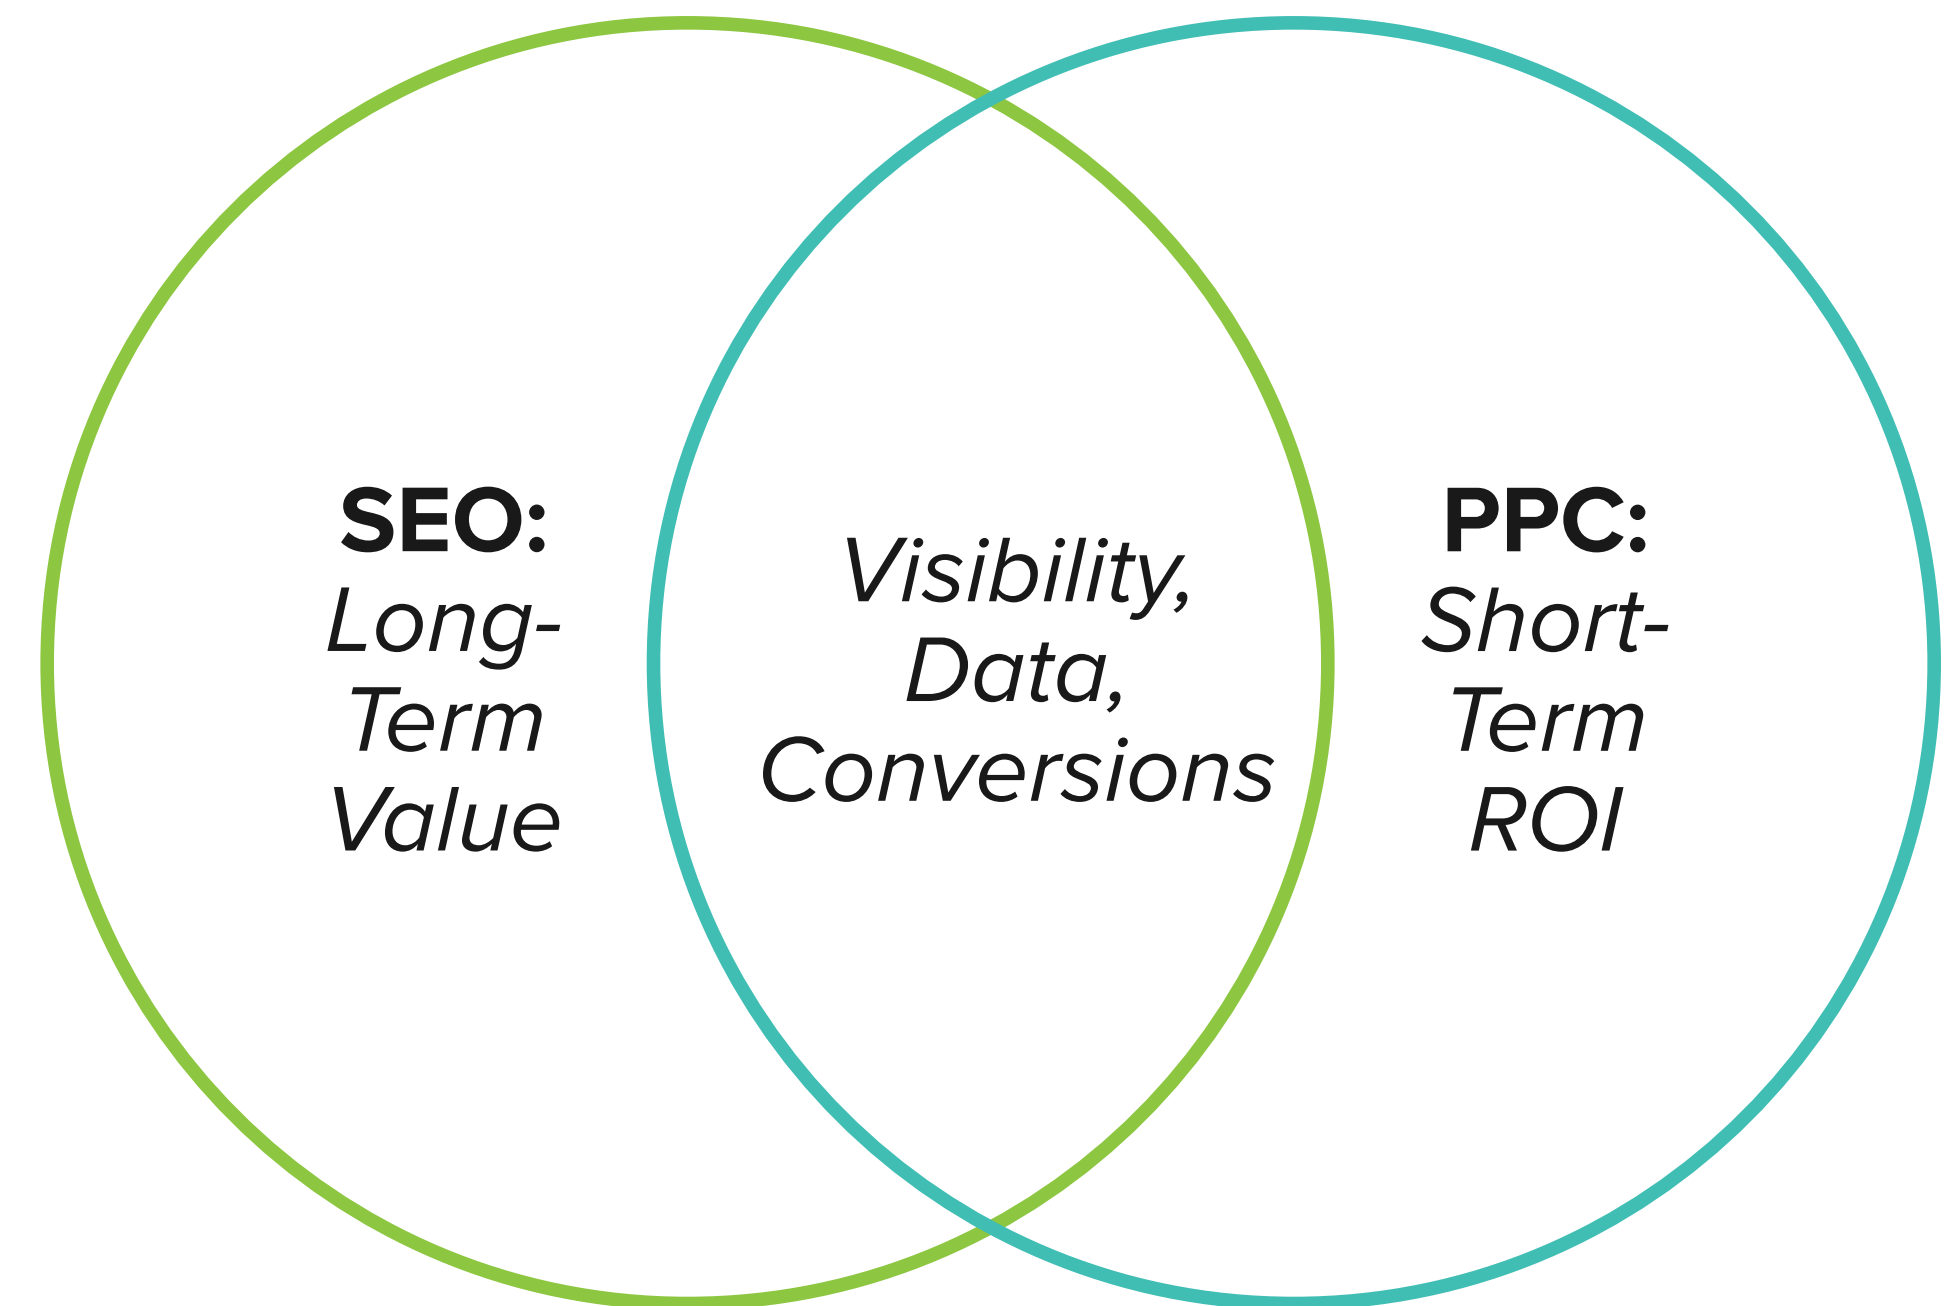 SEO:
Long-
Term
Value
Visibility,
Data,
Conversions
PPC:
Short-
Term
ROI